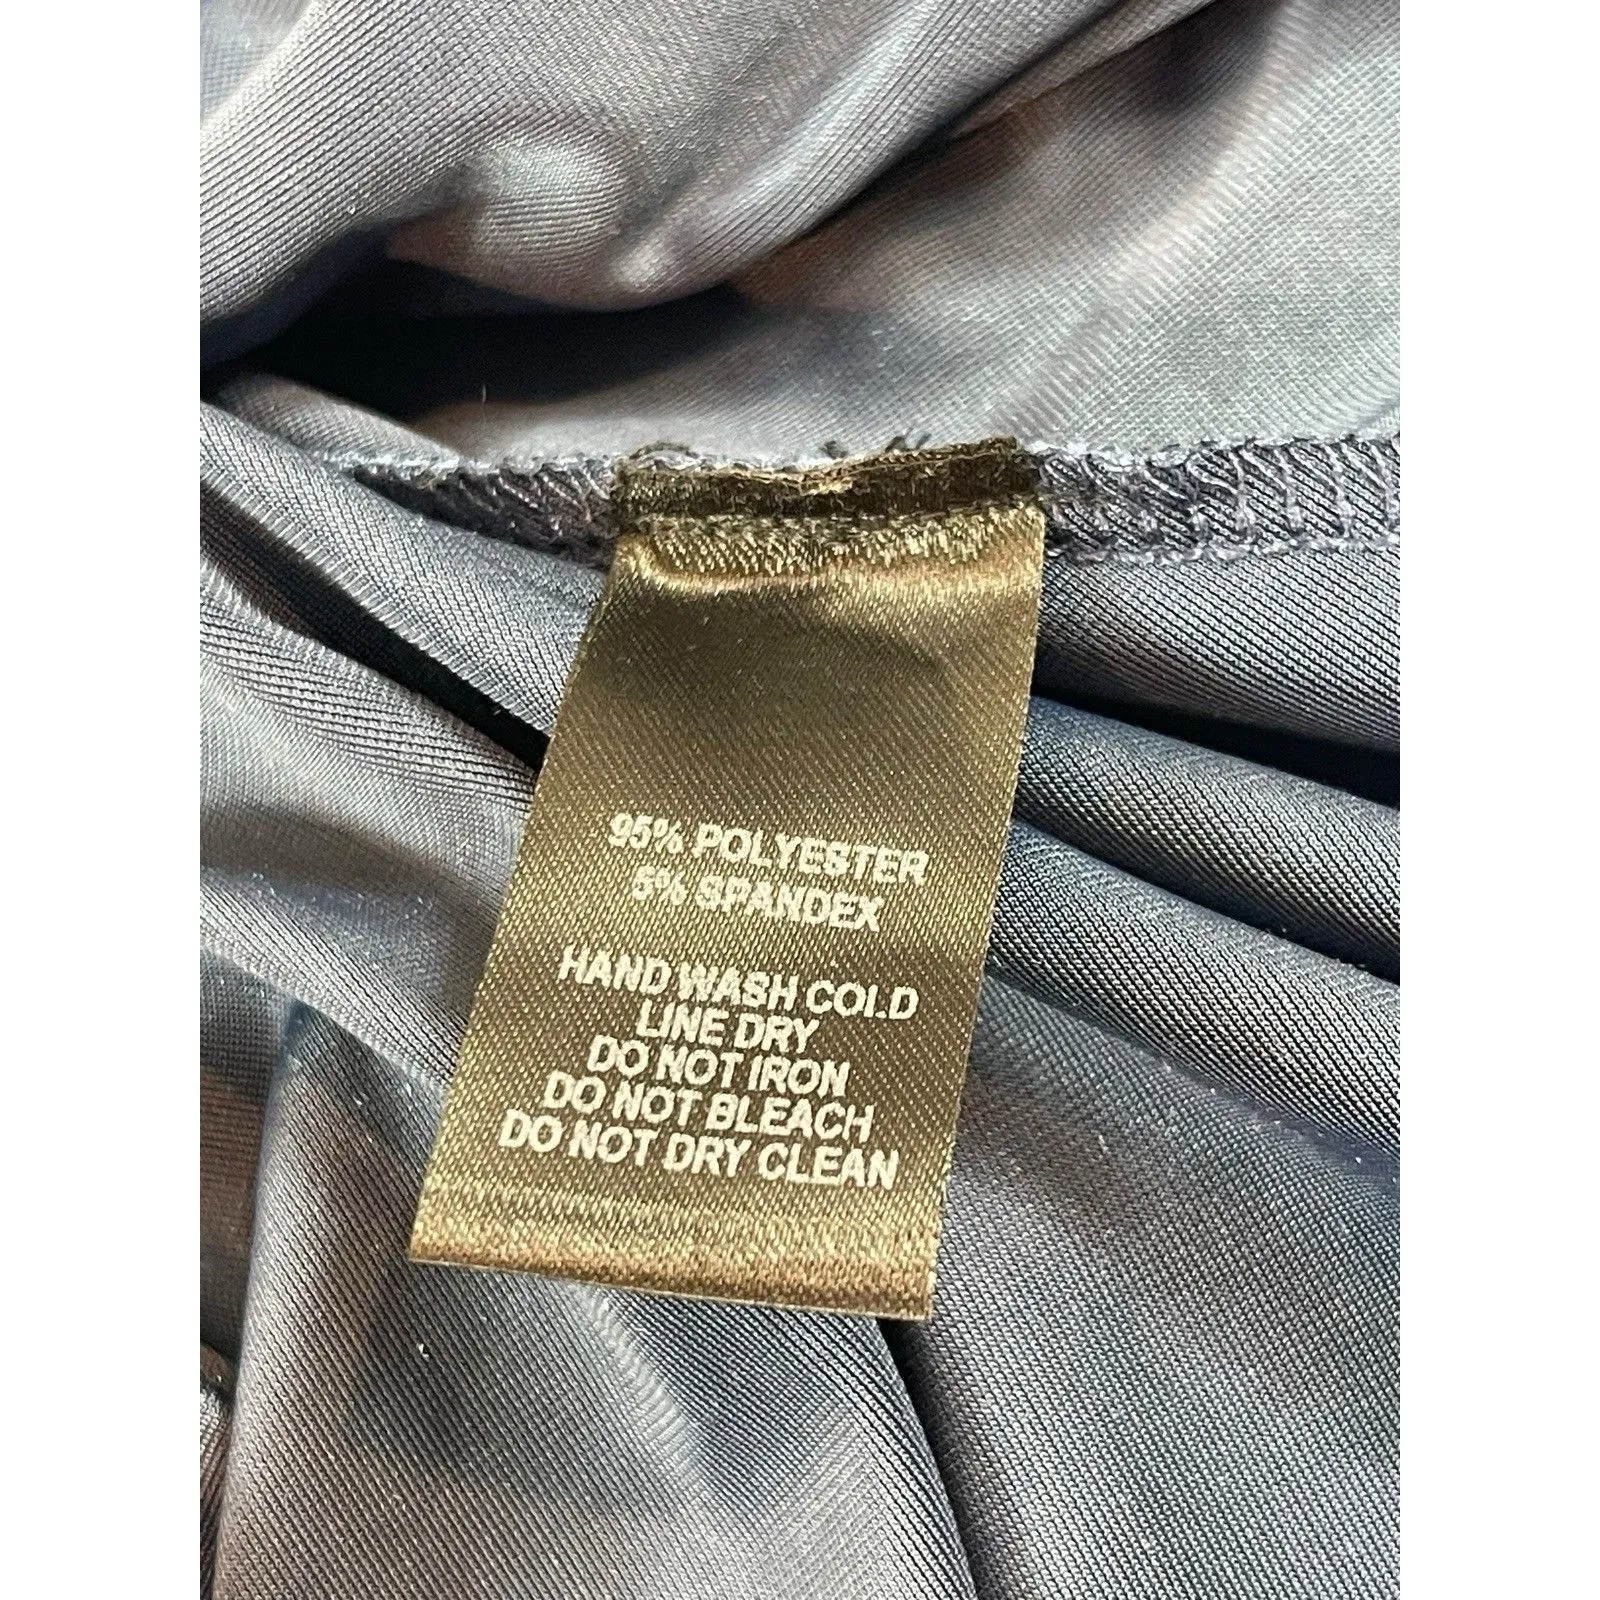 95% POLYESTER
5% SPANDEX
HAND WASH COLD
LINE DRY
DO NOT IRON
DO NOT BLEACH
DO NOT DRY CLEAN